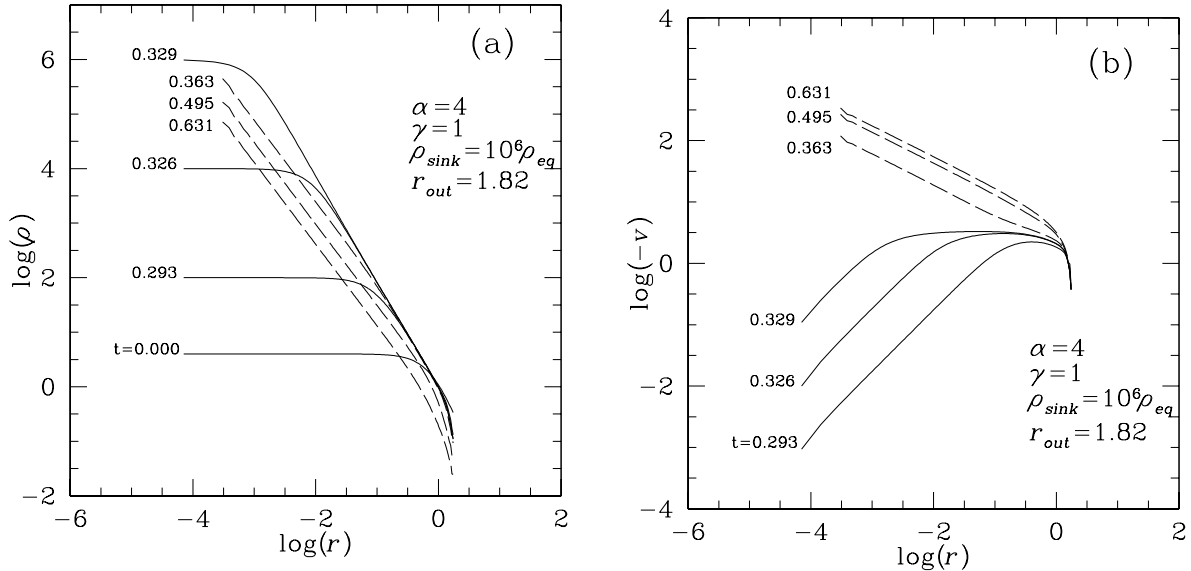 (a)
6
4
2
0
−2
log(ρ)
0.329
0.363
0.495
0.631
0.326
0.293
t=0.000
α=4
γ=1
ρsink=10⁶ρeq
rout=1.82
−6 −4 −2 0 2
log(r)
(b)
4
2
0
−2
−4
log(−v)
0.631
0.495
0.363
0.329
0.326
t=0.293
α=4
γ=1
ρsink=10⁶ρeq
rout=1.82
−6 −4 −2 0 2
log(r)